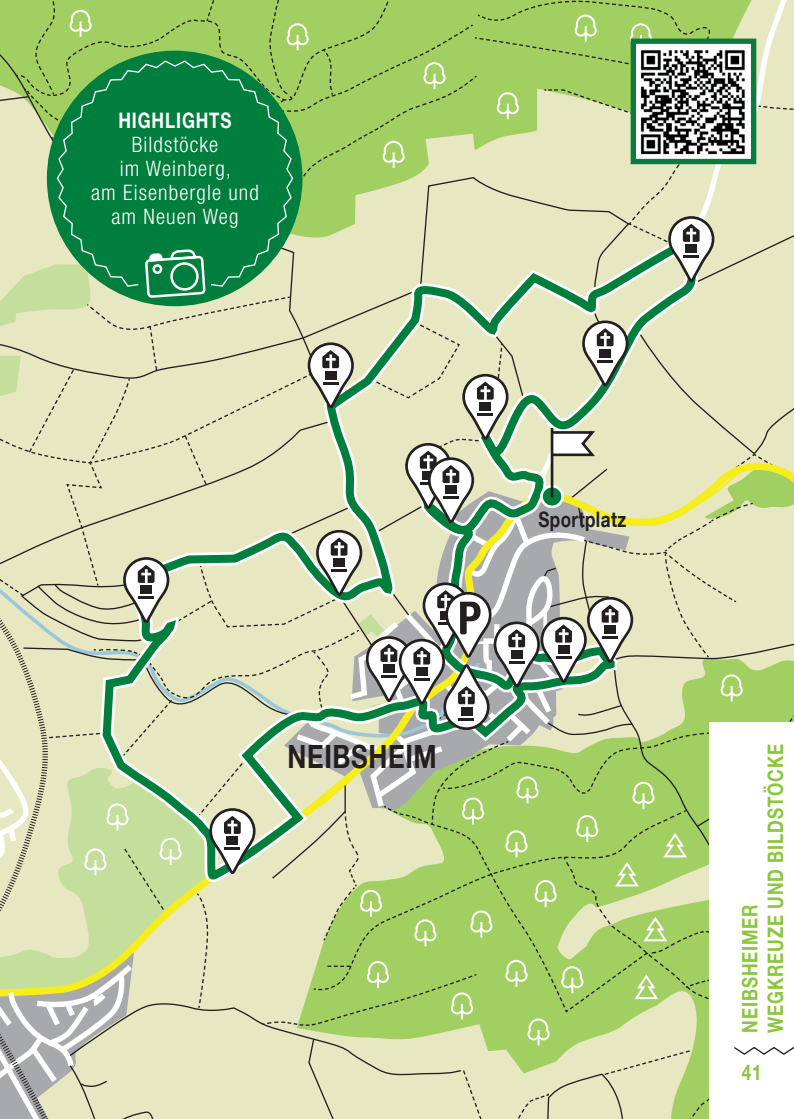 HIGHLIGHTS
Bildstöcke
im Weinberg,
am Eisenbergle und
am Neuen Weg
Sportplatz
P
NEIBSHEIM
NEIBSHEIMER
WEGKREUZE UND BILDSTÖCKE
41